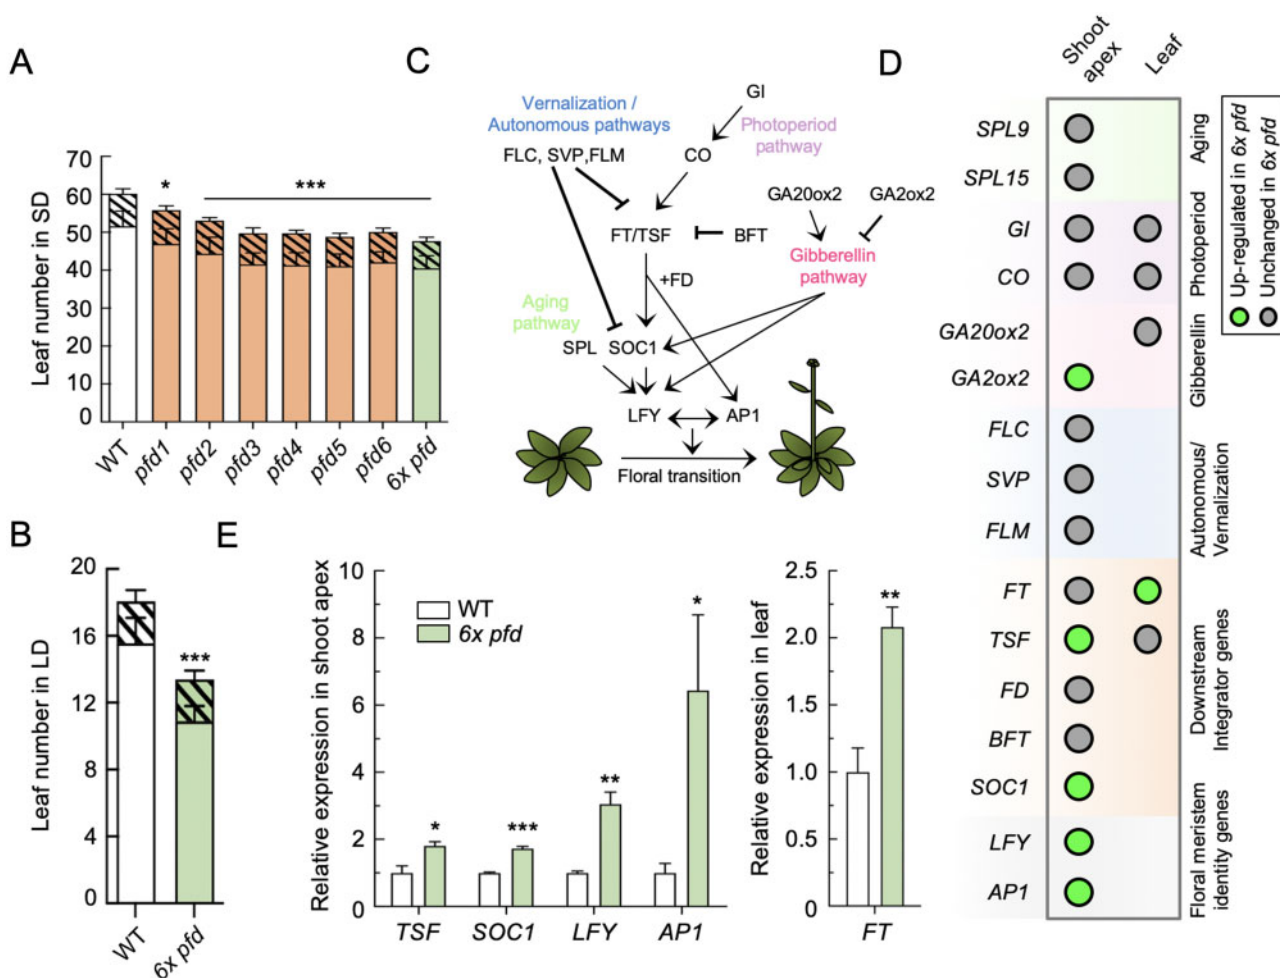 A
Leaf number in SD
70
60
50
40
30
20
10
0
*
***
WT
pfd1
pfd2
pfd3
pfd4
pfd5
pfd6
6x pfd
B
Leaf number in LD
20
16
12
8
4
0
***
WT
6x pfd
C
Vernalization /
Autonomous pathways
FLC, SVP,FLM
GI
Photoperiod
pathway
CO
GA20ox2
GA2ox2
FT/TSF
BFT
Gibberellin
pathway
+FD
Aging
pathway
SPL
SOC1
LFY
AP1
Floral transition
D
Shoot
apex
Leaf
SPL9
SPL15
GI
CO
GA20ox2
GA2ox2
FLC
SVP
FLM
FT
TSF
FD
BFT
SOC1
LFY
AP1
Aging
Photoperiod
Gibberellin
Autonomous/
Vernalization
Downstream
Integrator genes
Floral meristem
identity genes
Up-regulated in 6x pfd
Unchanged in 6x pfd
E
Relative expression in shoot apex
10
8
6
4
2
0
WT
6x pfd
*
***
**
*
TSF
SOC1
LFY
AP1
Relative expression in leaf
2.5
2.0
1.5
1.0
0.5
0
**
FT